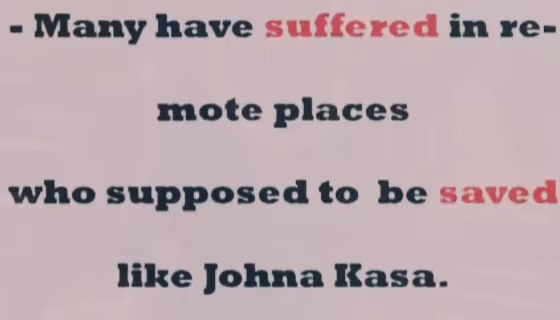 - Many have suffered in re-
mote places
who supposed to be saved
like Johna Kasa.